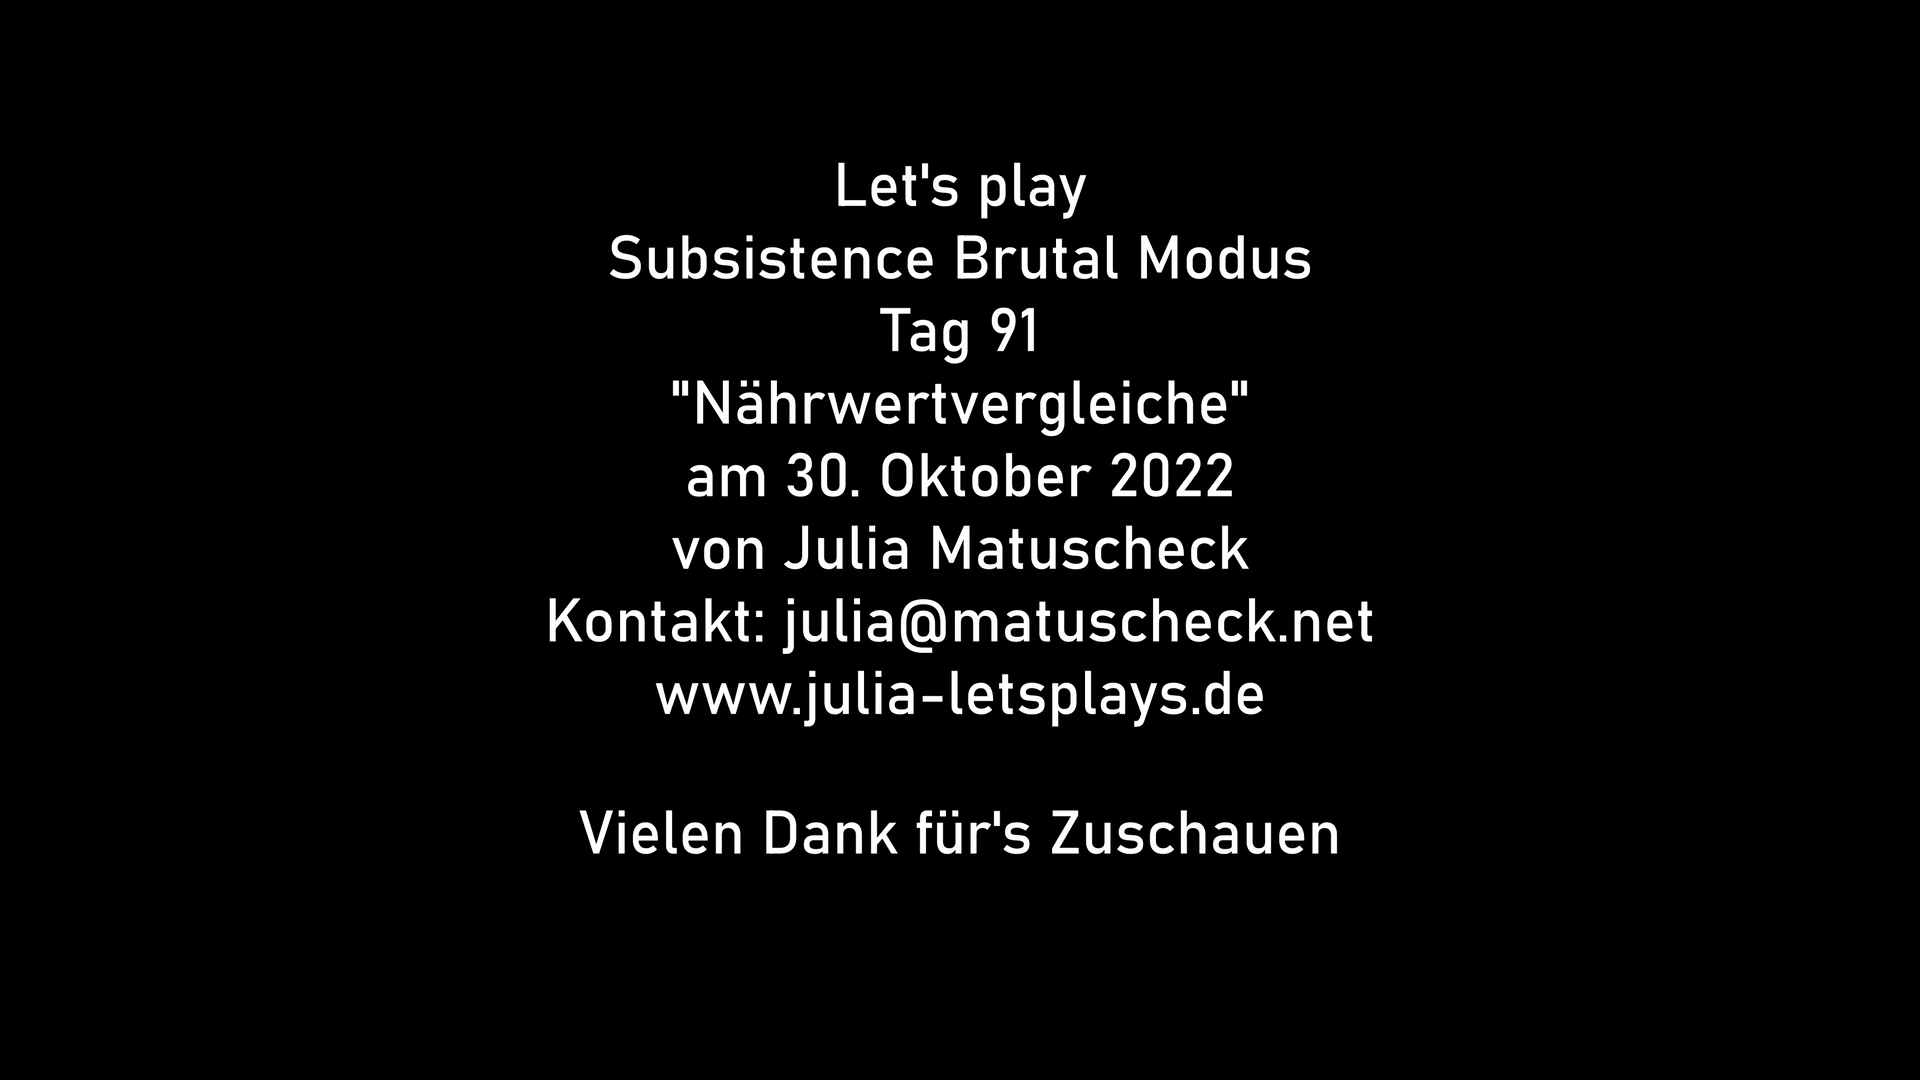 Let's play
Subsistence Brutal Modus
Tag 91
"Nährwertvergleiche"
am 30. Oktober 2022
von Julia Matuscheck
Kontakt: julia@matuscheck.net
www.julia-letsplays.de
Vielen Dank für's Zuschauen